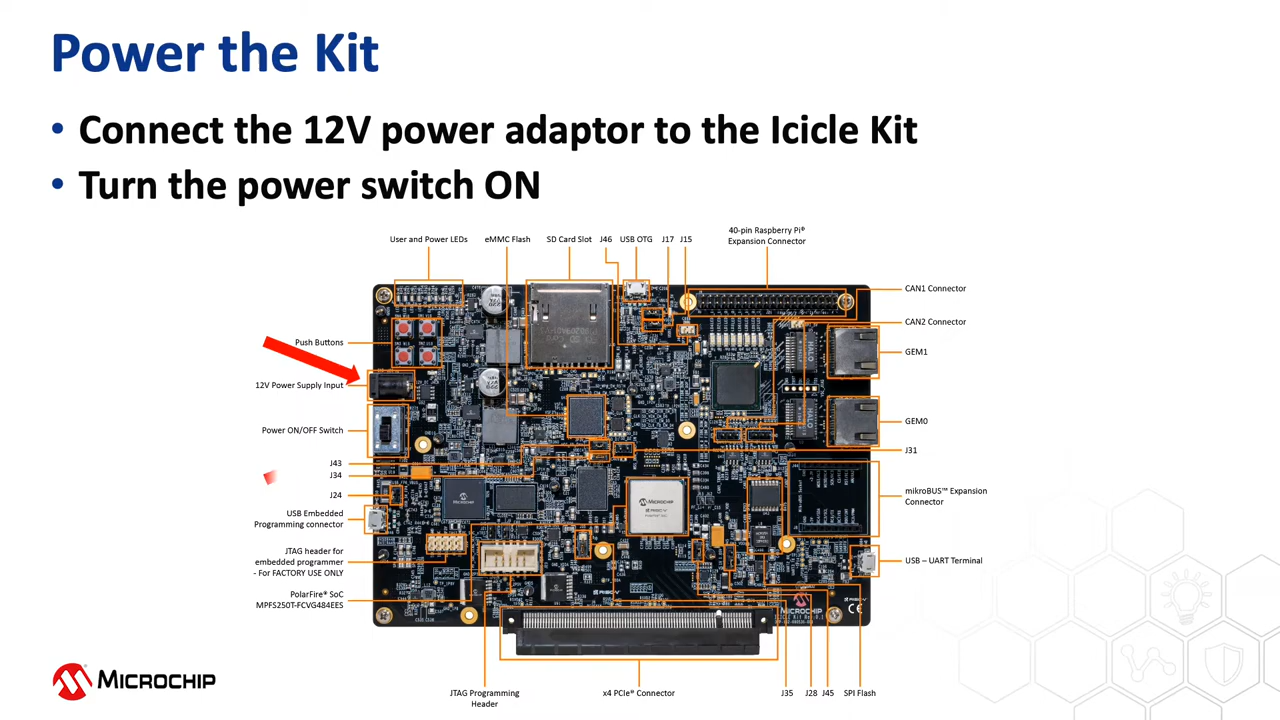 Power the Kit
• Connect the 12V power adaptor to the Icicle Kit
• Turn the power switch ON
40-pin Raspberry Pi®
Expansion Connector
User and Power LEDs
eMMC Flash
SD Card Slot
J46
USB OTG
J17
J15
CAN1 Connector
CAN2 Connector
Push Buttons
GEM1
12V Power Supply Input
GEM0
Power ON/OFF Switch
J31
J43
J34
J24
mikroBUS™ Expansion
Connector
USB Embedded
Programming connector
JTAG header for
embedded programmer
- For FACTORY USE ONLY
USB – UART Terminal
PolarFire® SoC
MPFS250T-FCVG484EES
MICROCHIP
RISC-V
MICROCHIP
JTAG Programming
Header
x4 PCIe® Connector
J35
J28
J45
SPI Flash
MICROCHIP